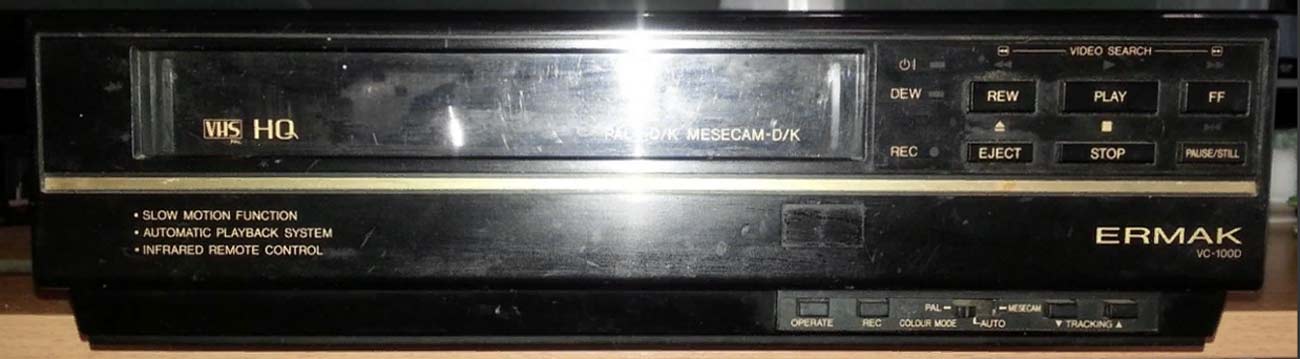 VIDEO SEARCH
DEW
REW PLAY FF
VHS HQ
PAL
PAL D/K MESECAM-D/K
REC
EJECT STOP PAUSE/STILL
• SLOW MOTION FUNCTION
• AUTOMATIC PLAYBACK SYSTEM
• INFRARED REMOTE CONTROL
ERMAK
VC-100D
PAL MESECAM
OPERATE REC COLOUR MODE AUTO ▼ TRACKING ▲